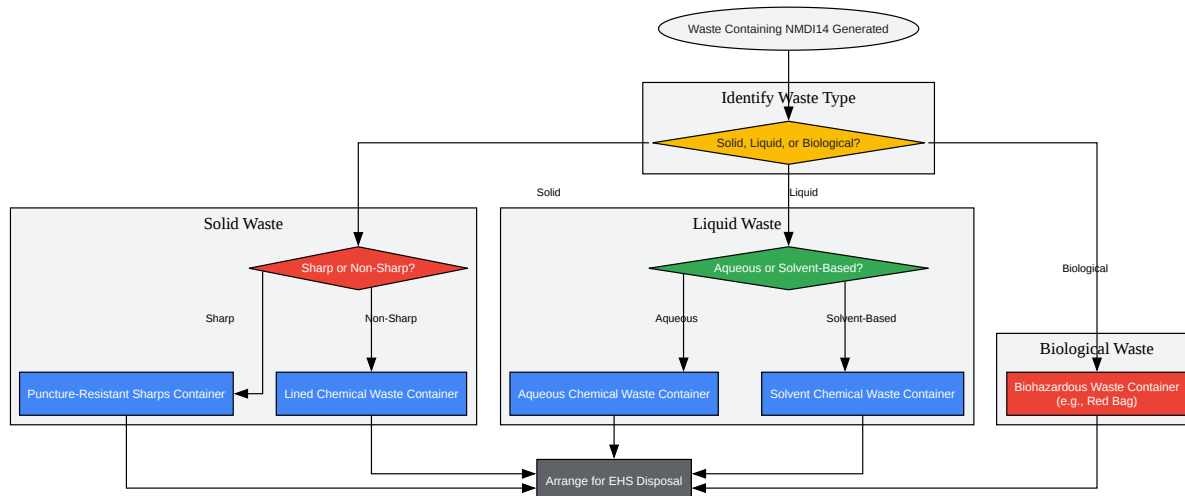 Waste Containing NMDI14 Generated
Identify Waste Type
Solid, Liquid, or Biological?
Solid
Liquid
Solid Waste
Liquid Waste
Sharp or Non-Sharp?
Aqueous or Solvent-Based?
Biological
Sharp
Non-Sharp
Aqueous
Solvent-Based
Biological Waste
Puncture-Resistant Sharps Container
Lined Chemical Waste Container
Aqueous Chemical Waste Container
Solvent Chemical Waste Container
Biohazardous Waste Container
(e.g., Red Bag)
Arrange for EHS Disposal